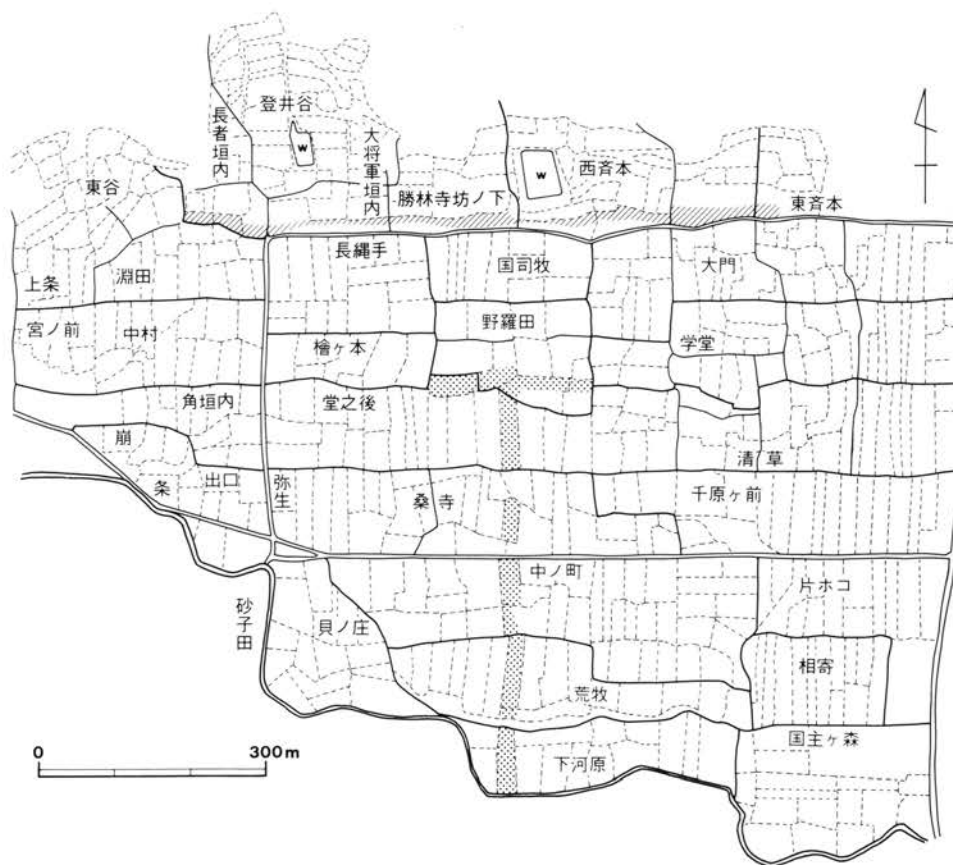 登井谷
長者垣内
大将軍垣内
W
W
西斉本
東谷
勝林寺坊ノ下
東斉本
長縄手
国司牧
大門
上条
淵田
宮ノ前
中村
野羅田
学堂
檜ヶ本
角垣内
堂之後
崩
条
出口
弥生
桑寺
清草
千原ヶ前
中ノ町
片ホコ
砂子田
貝ノ庄
相寄
荒牧
国主ヶ森
下河原
0 300m